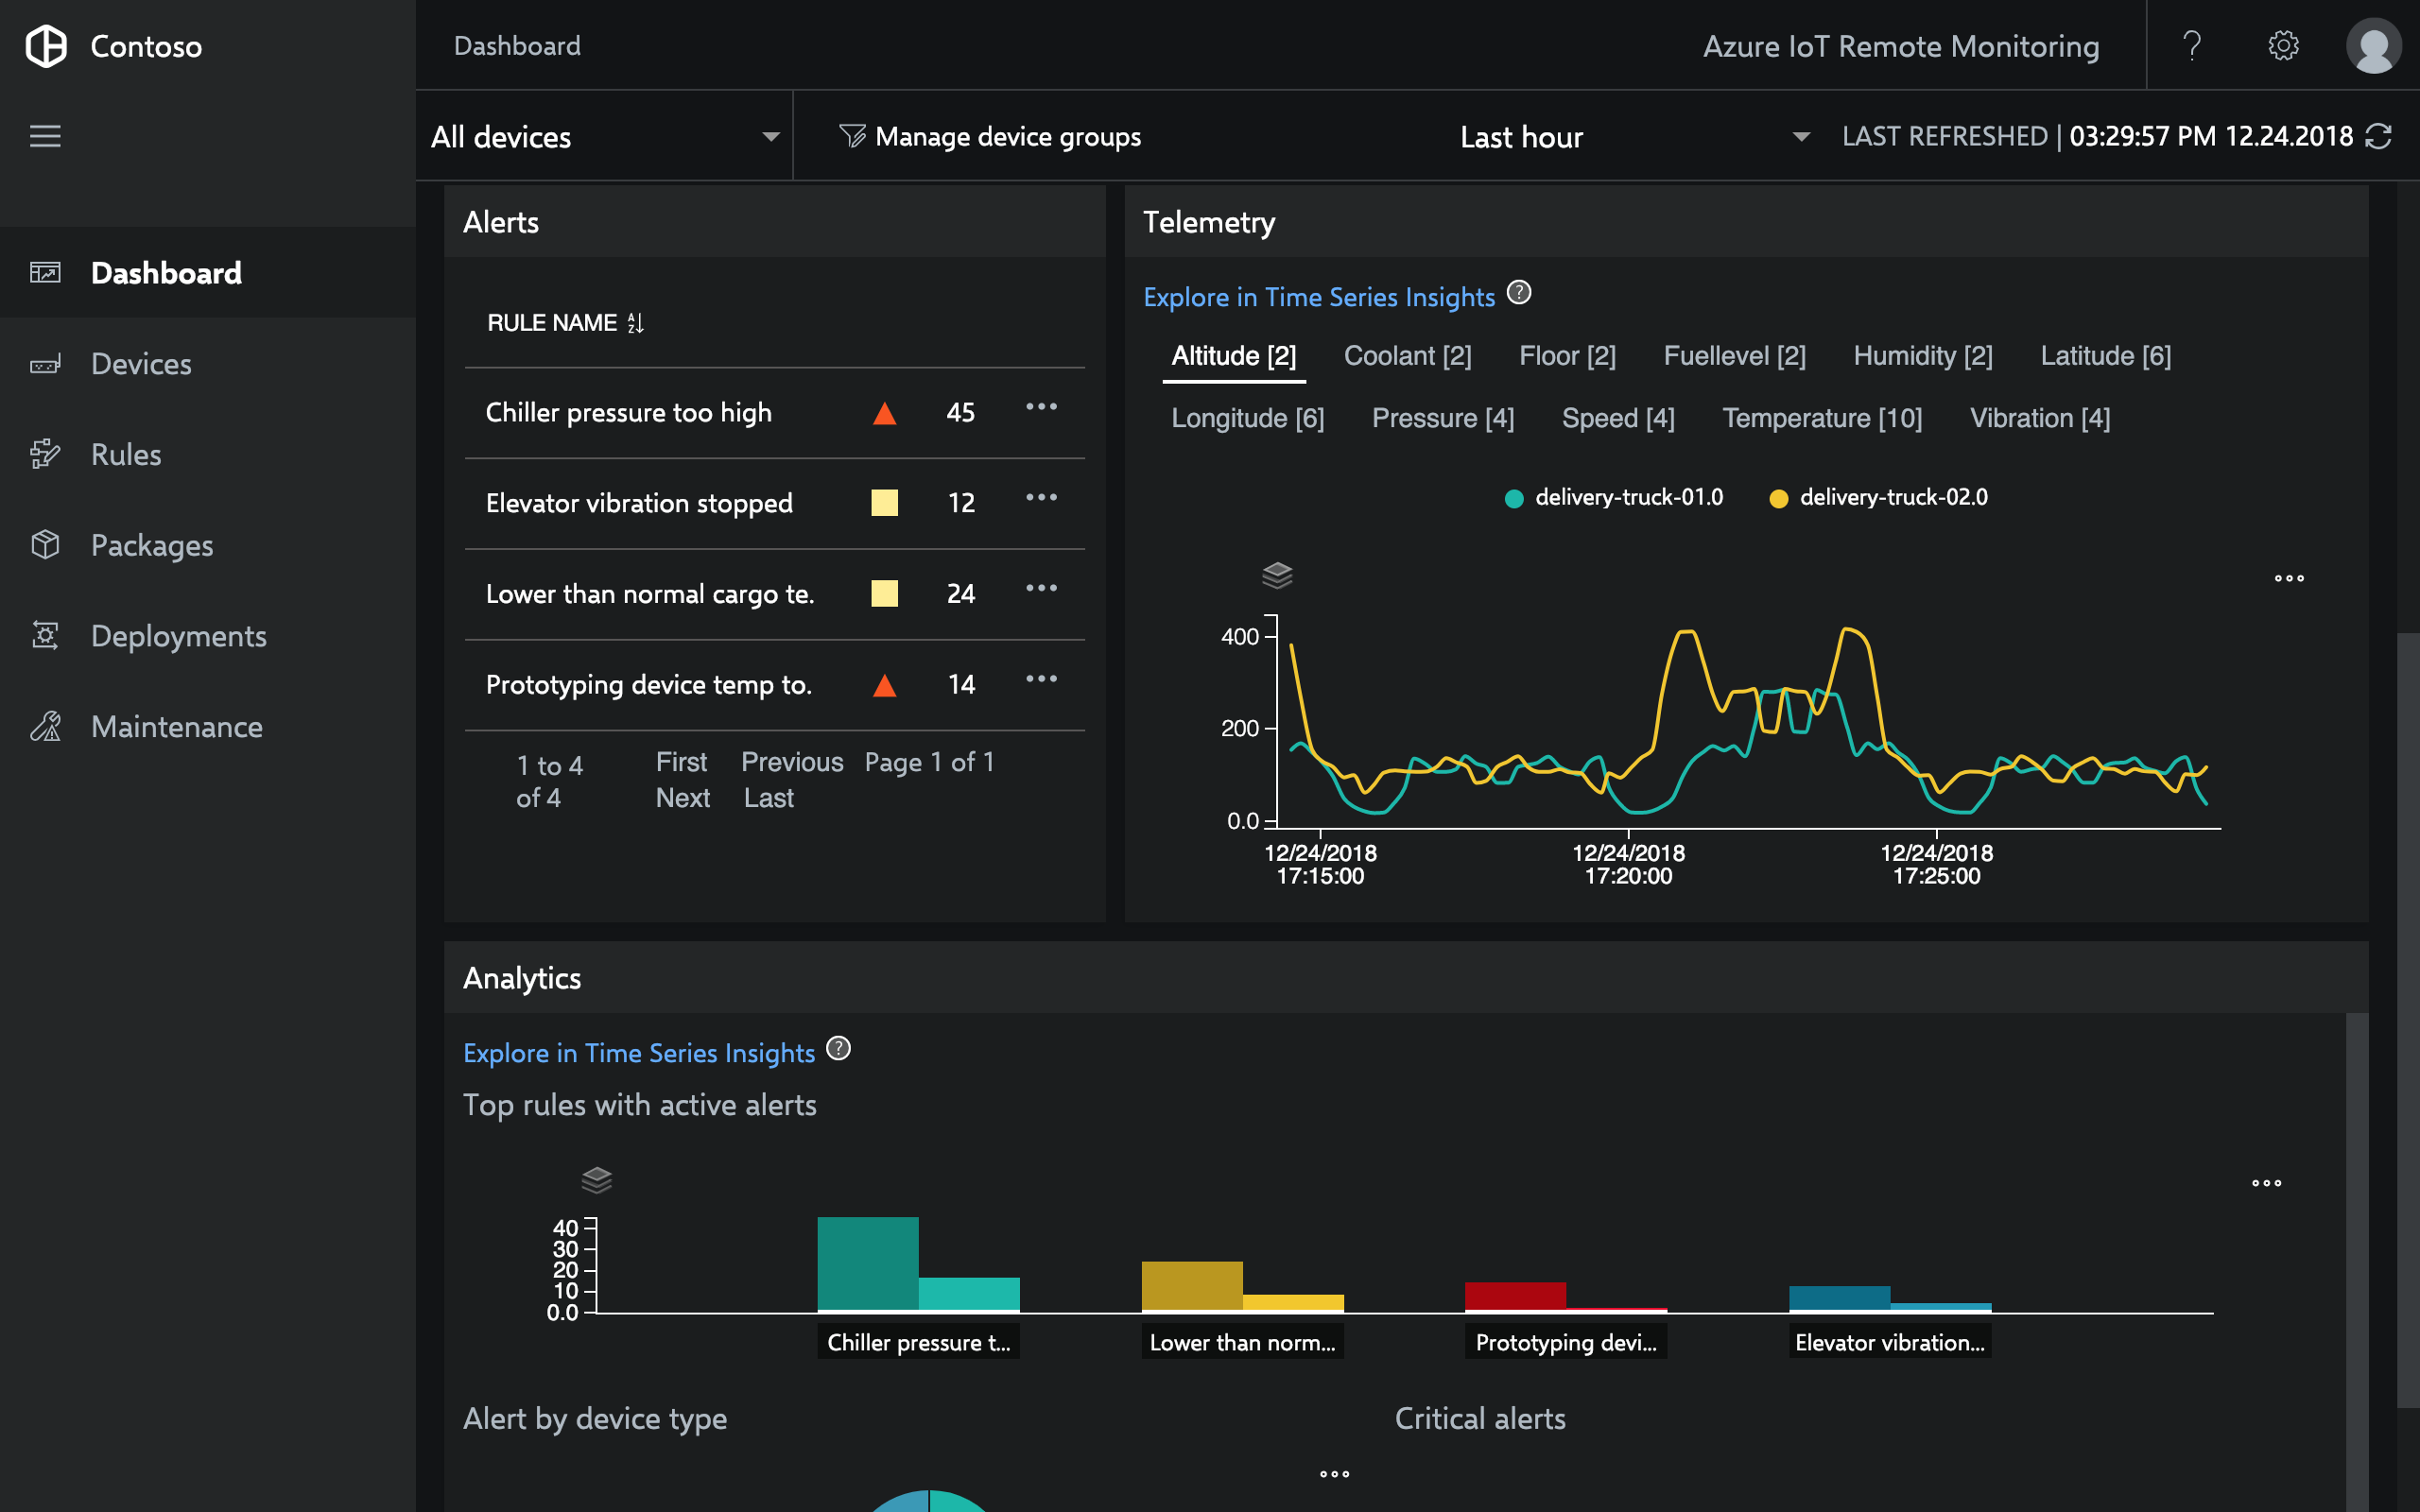 Contoso
Dashboard
Azure IoT Remote Monitoring
?
All devices
Manage device groups
Last hour
LAST REFRESHED | 03:29:57 PM 12.24.2018
Dashboard
Devices
Rules
Packages
Deployments
Maintenance
Alerts
RULE NAME
Chiller pressure too high 45
Elevator vibration stopped 12
Lower than normal cargo te. 24
Prototyping device temp to. 14
1 to 4
of 4
First Previous Page 1 of 1
Next Last
Telemetry
Explore in Time Series Insights ?
Altitude [2] Coolant [2] Floor [2] Fuellevel [2] Humidity [2] Latitude [6]
Longitude [6] Pressure [4] Speed [4] Temperature [10] Vibration [4]
delivery-truck-01.0 delivery-truck-02.0
400
200
0.0
12/24/2018 12/24/2018 12/24/2018
17:15:00 17:20:00 17:25:00
Analytics
Explore in Time Series Insights ?
Top rules with active alerts
40
30
20
10
0.0
Chiller pressure t... Lower than norm... Prototyping devi... Elevator vibration...
Alert by device type
Critical alerts